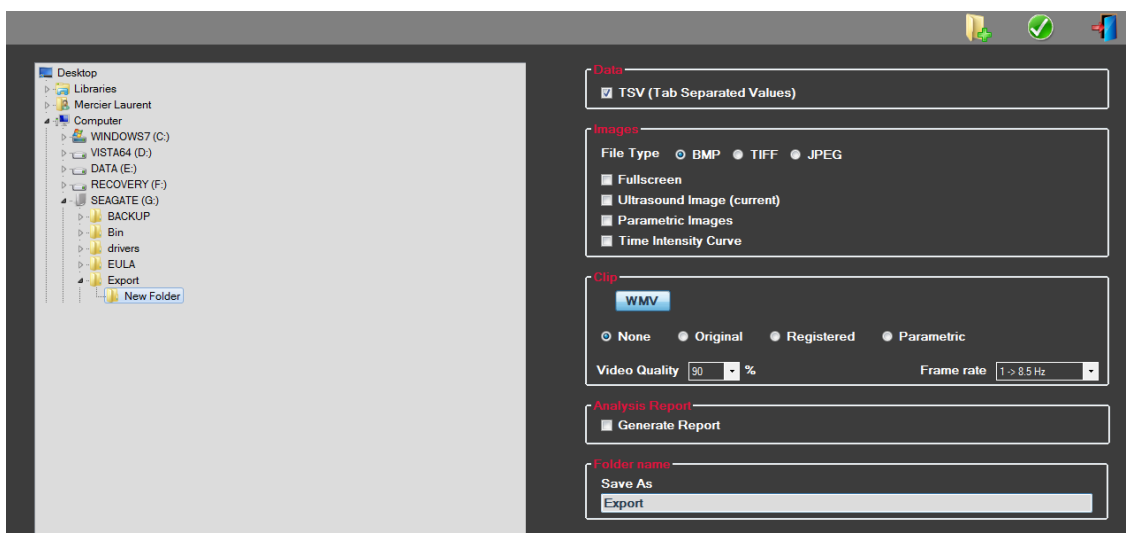 Desktop
Libraries
Mercier Laurent
Computer
WINDOWS7 (C:)
VISTA64 (D:)
DATA (E:)
RECOVERY (F:)
SEAGATE (G:)
BACKUP
Bin
drivers
EULA
Export
New Folder
Data
TSV (Tab Separated Values)
Images
File Type BMP TIFF JPEG
Fullscreen
Ultrasound Image (current)
Parametric Images
Time Intensity Curve
Clip
WMV
None Original Registered Parametric
Video Quality 90 % Frame rate 1 -> 8.5 Hz
Analysis Report
Generate Report
Folder name
Save As
Export